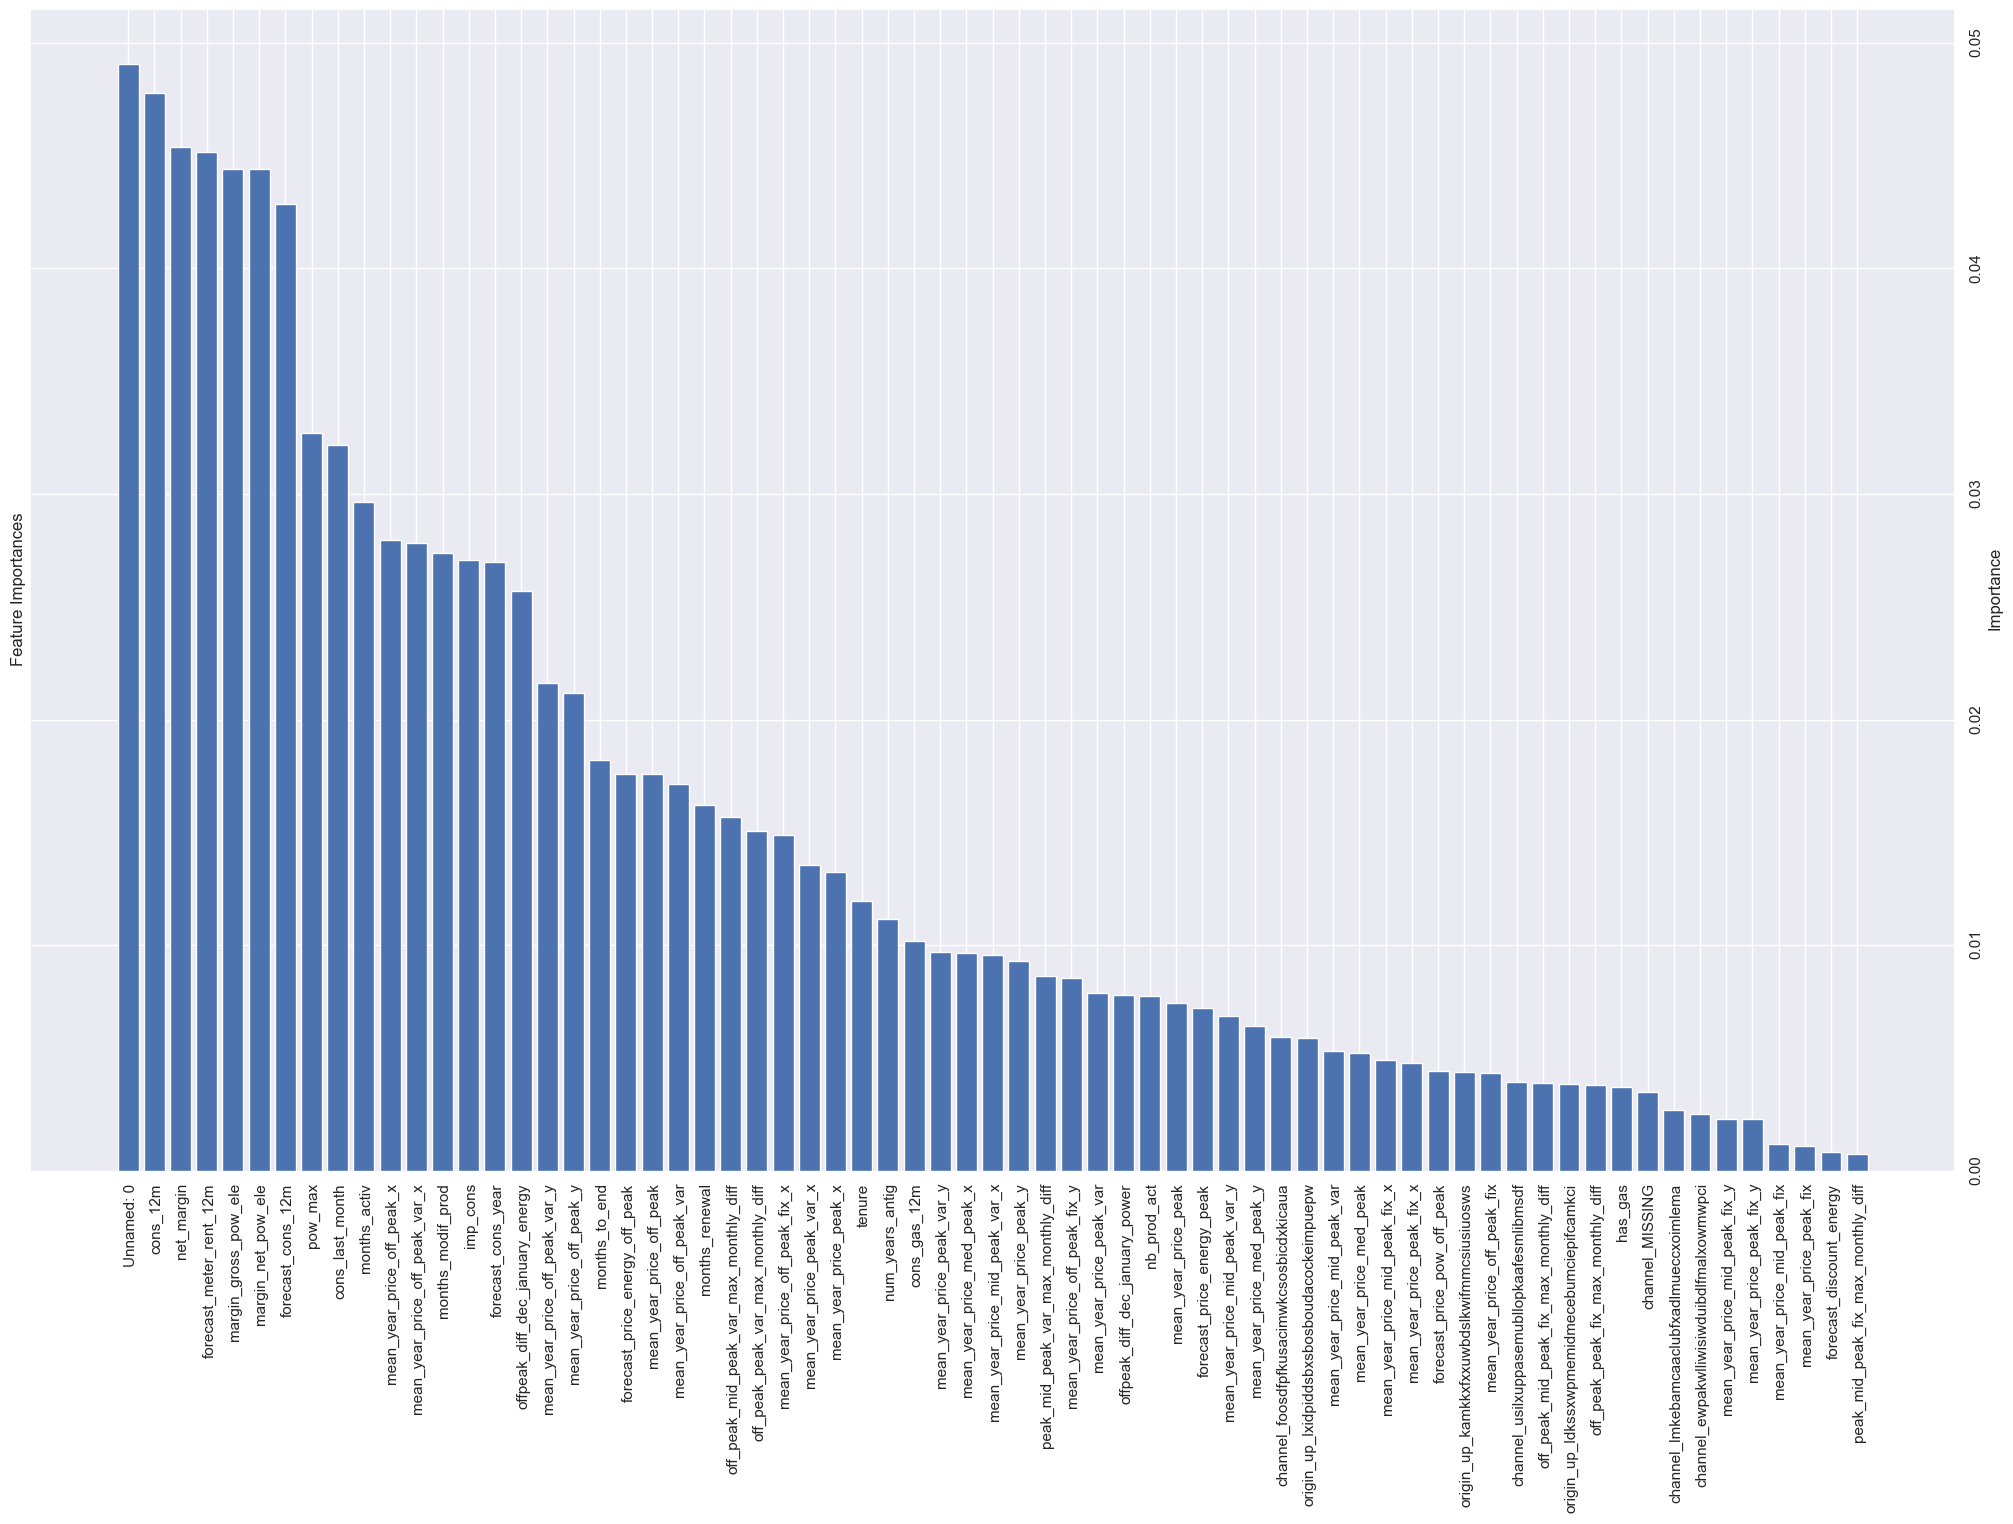 Feature Importances
Unnamed: 0
cons_12m
net_margin
forecast_meter_rent_12m
margin_gross_pow_ele
margin_net_pow_ele
forecast_cons_12m
pow_max
cons_last_month
months_activ
mean_year_price_off_peak_x
mean_year_price_off_peak_var_x
months_modif_prod
imp_cons
forecast_cons_year
offpeak_diff_dec_january_energy
mean_year_price_off_peak_var_y
mean_year_price_off_peak_y
months_to_end
forecast_price_energy_off_peak
mean_year_price_off_peak
mean_year_price_off_peak_var
months_renewal
off_peak_mid_peak_var_max_monthly_diff
off_peak_peak_var_max_monthly_diff
mean_year_price_off_peak_fix_x
mean_year_price_peak_var_x
mean_year_price_peak_x
tenure
num_years_antig
cons_gas_12m
mean_year_price_peak_var_y
mean_year_price_med_peak_x
mean_year_price_mid_peak_var_x
mean_year_price_peak_y
peak_mid_peak_var_max_monthly_diff
mean_year_price_off_peak_fix_y
mean_year_price_peak_var
offpeak_diff_dec_january_power
nb_prod_act
mean_year_price_peak
forecast_price_energy_peak
mean_year_price_mid_peak_var_y
mean_year_price_med_peak_y
channel_foosdfpfkusacimwkcsosbicdxkicaua
origin_up_lxidpiddsbxsbosboudacockeimpuepw
mean_year_price_mid_peak_var
mean_year_price_med_peak
mean_year_price_mid_peak_fix_x
mean_year_price_peak_fix_x
forecast_price_pow_off_peak
origin_up_kamkkxfxxuwbdslkwifmmcsiusiuosws
mean_year_price_off_peak_fix
channel_usilxuppasemubllopkaafesmlibmsdf
off_peak_mid_peak_fix_max_monthly_diff
origin_up_ldkssxwpmemidmecebumciepifcamkci
off_peak_peak_fix_max_monthly_diff
has_gas
channel_MISSING
channel_lmkebamcaaclubfxadlmueccxoimlema
channel_ewpakwlliwisiwduibdlfmalxowmwpci
mean_year_price_mid_peak_fix_y
mean_year_price_peak_fix_y
mean_year_price_mid_peak_fix
mean_year_price_peak_fix
forecast_discount_energy
peak_mid_peak_fix_max_monthly_diff
0.00
0.01
0.02
0.03
0.04
0.05
Importance